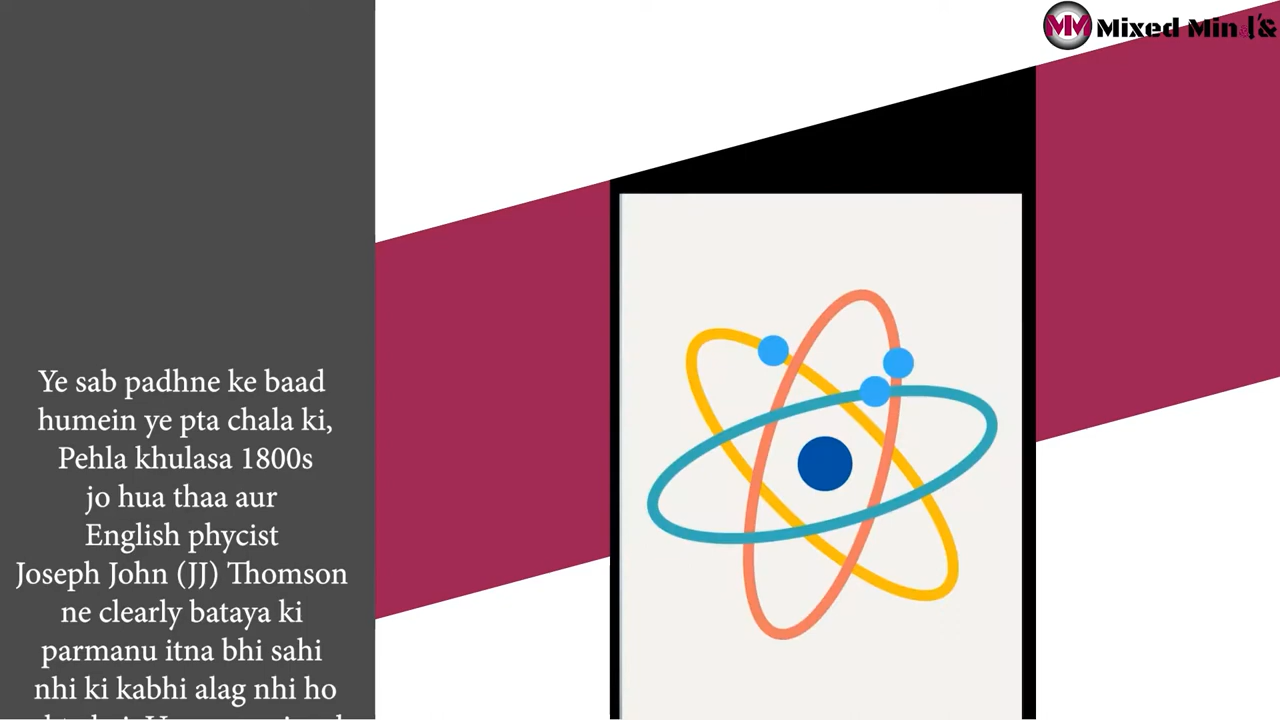 MM Mixed Min
Ye sab padhne ke baad
humein ye pta chala ki,
Pehla khulasa 1800s
jo hua thaa aur
English phycist
Joseph John (JJ) Thomson
ne clearly bataya ki
parmanu itna bhi sahi
nhi ki kabhi alag nhi ho